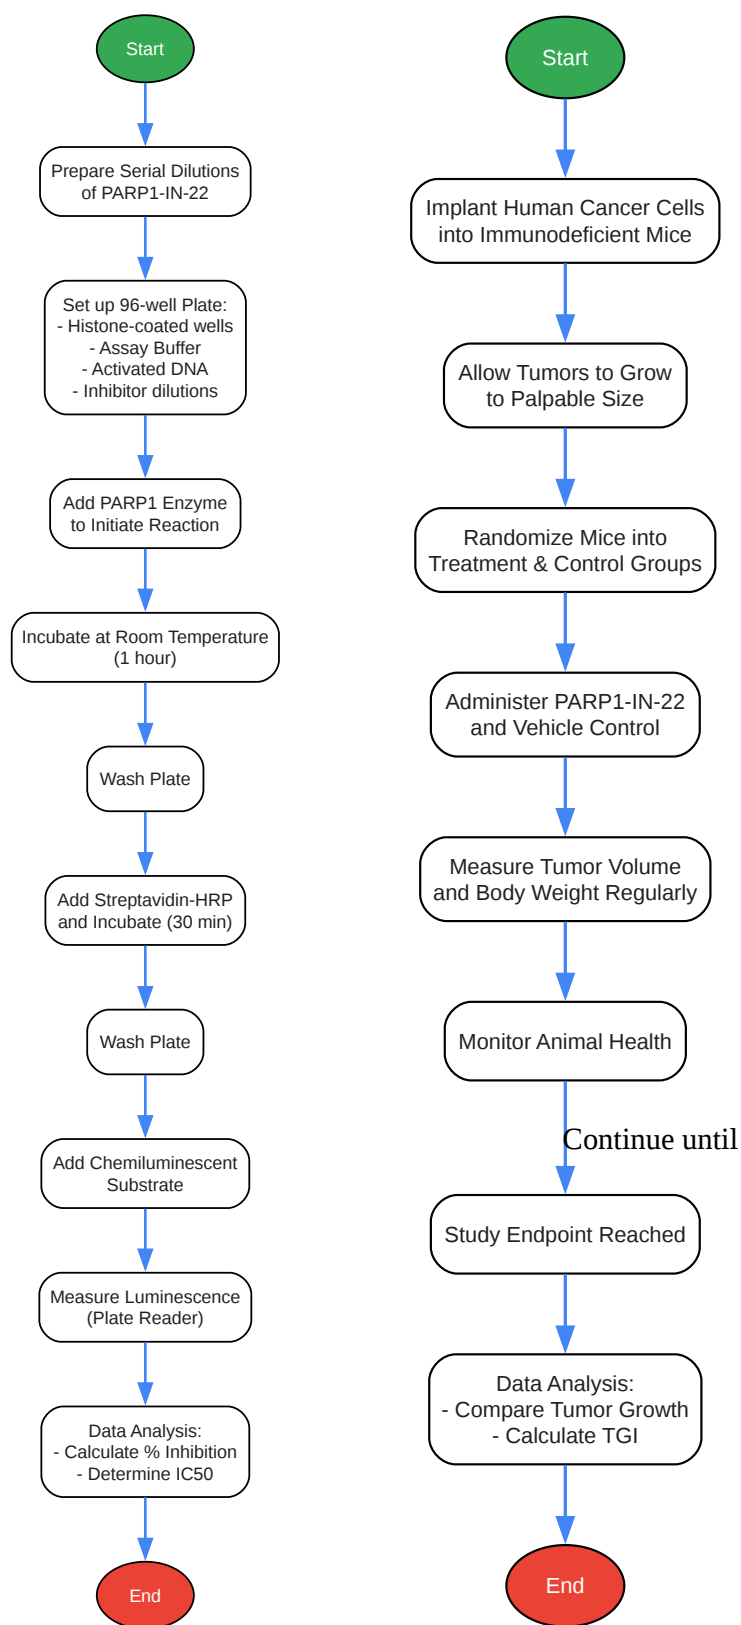 Start
Prepare Serial Dilutions
of PARP1-IN-22
Set up 96-well Plate:
- Histone-coated wells
- Assay Buffer
- Activated DNA
- Inhibitor dilutions
Add PARP1 Enzyme
to Initiate Reaction
Incubate at Room Temperature
(1 hour)
Wash Plate
Add Streptavidin-HRP
and Incubate (30 min)
Wash Plate
Add Chemiluminescent
Substrate
Measure Luminescence
(Plate Reader)
Data Analysis:
- Calculate % Inhibition
- Determine IC50
End
Start
Implant Human Cancer Cells
into Immunodeficient Mice
Allow Tumors to Grow
to Palpable Size
Randomize Mice into
Treatment & Control Groups
Administer PARP1-IN-22
and Vehicle Control
Measure Tumor Volume
and Body Weight Regularly
Monitor Animal Health
Continue until
Study Endpoint Reached
Data Analysis:
- Compare Tumor Growth
- Calculate TGI
End